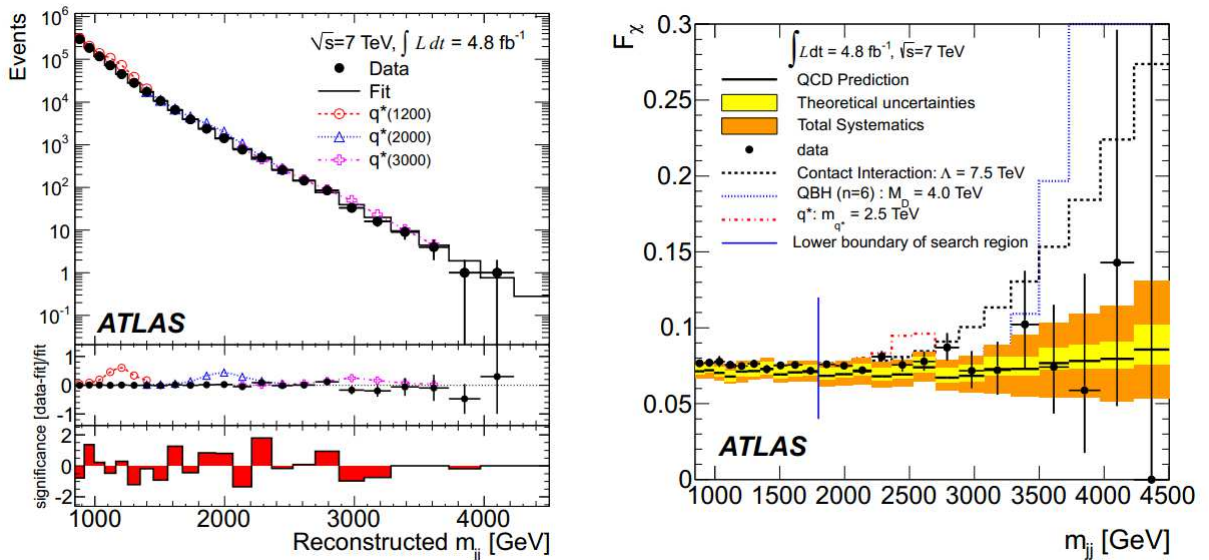 Events
10^6
10^5
10^4
10^3
10^2
10
1
10^-1
√s=7 TeV, ∫ L dt = 4.8 fb^-1
Data
Fit
q*(1200)
q*(2000)
q*(3000)
ATLAS
[data-fit]/fit
1
0
-1
significance
2
0
-2
1000 2000 3000 4000
Reconstructed m_jj [GeV]
F_χ
0.3
0.25
0.2
0.15
0.1
0.05
0
∫ L dt = 4.8 fb^-1, √s=7 TeV
QCD Prediction
Theoretical uncertainties
Total Systematics
data
Contact Interaction: Λ = 7.5 TeV
QBH (n=6) : M_D = 4.0 TeV
q*: m_q* = 2.5 TeV
Lower boundary of search region
ATLAS
1000 1500 2000 2500 3000 3500 4000 4500
m_jj [GeV]